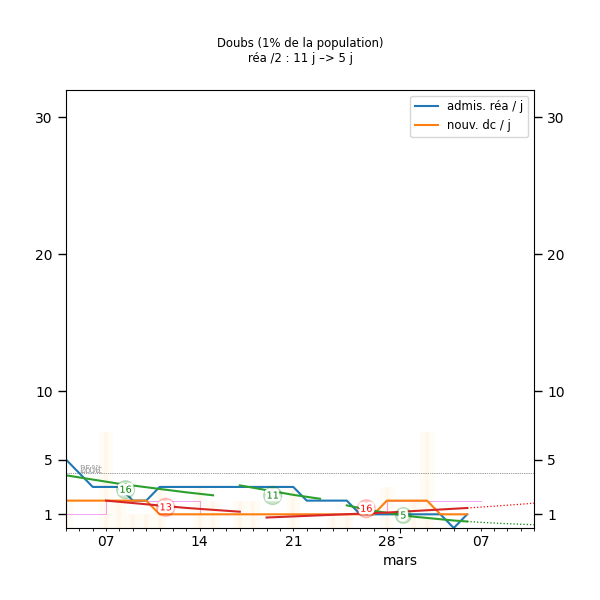 Doubs (1% de la population)
réa /2 : 11 j –> 5 j
admis. réa / j
nouv. dc / j
30 30
20 20
10 10
5 5
16
11
13
16
5
1 1
07 14 21 28 07
mars